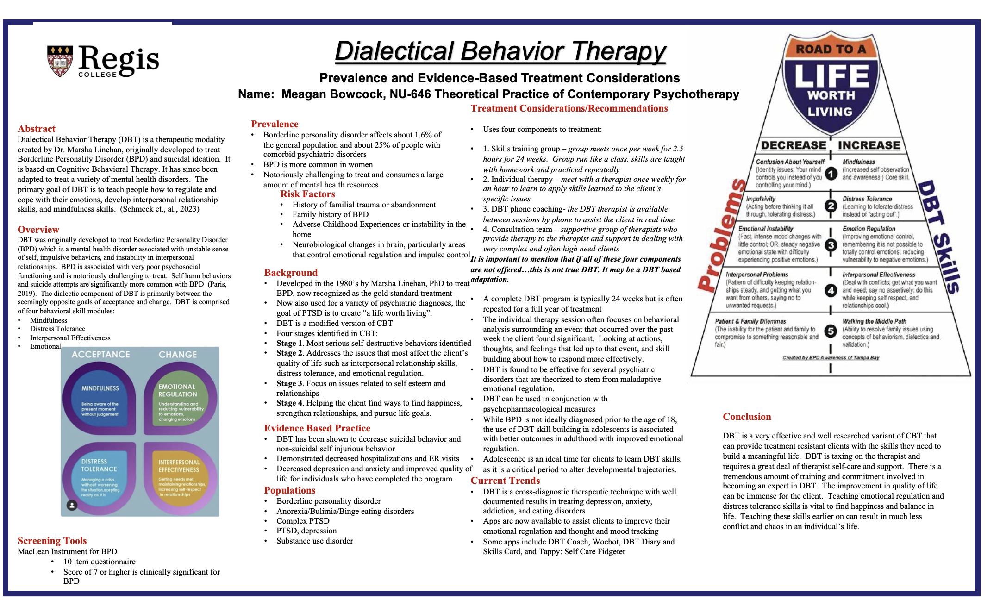 Regis
COLLEGE
Dialectical Behavior Therapy
Prevalence and Evidence-Based Treatment Considerations
Name:  Meagan Bowcock, NU-646 Theoretical Practice of Contemporary Psychotherapy
Abstract
Dialectical Behavior Therapy (DBT) is a therapeutic modality
created by Dr. Marsha Linehan, originally developed to treat
Borderline Personality Disorder (BPD) and suicidal ideation.  It
is based on Cognitive Behavioral Therapy. It has since been
adapted to treat a variety of mental health disorders.  The
primary goal of DBT is to teach people how to regulate and
cope with their emotions, develop interpersonal relationship
skills, and mindfulness skills.  (Schmeck et., al., 2023)
Overview
DBT was originally developed to treat Borderline Personality Disorder
(BPD) which is a mental health disorder associated with unstable sense
of self, impulsive behaviors, and instability in interpersonal
relationships.  BPD is associated with very poor psychosocial
functioning and is notoriously challenging to treat.  Self harm behaviors
and suicide attempts are significantly more common with BPD  (Paris,
2019).  The dialectic component of DBT is primarily between the
seemingly opposite goals of acceptance and change.  DBT is comprised
of four behavioral skill modules:
• Mindfulness
• Distress Tolerance
• Interpersonal Effectiveness
• Emotional
ACCEPTANCE
CHANGE
MINDFULNESS
Being aware of the
present moment
without judgement
EMOTIONAL
REGULATION
Understanding and
reducing vulnerability
to emotions,
changing emotions
DISTRESS
TOLERANCE
Managing a crisis
without worsening
the situation,acepting
reality as it is
INTERPERSONAL
EFFECTIVENESS
Getting needs met,
maintaining relationships,
increasing self-respect
in relationships
Screening Tools
MacLean Instrument for BPD
• 10 item questionnaire
• Score of 7 or higher is clinically significant for
BPD
Prevalence
• Borderline personality disorder affects about 1.6% of
the general population and about 25% of people with
comorbid psychiatric disorders
• BPD is more common in women
• Notoriously challenging to treat and consumes a large
amount of mental health resources
Risk Factors
• History of familial trauma or abandonment
• Family history of BPD
• Adverse Childhood Experiences or instability in the
home
• Neurobiological changes in brain, particularly areas
that control emotional regulation and impulse control
Background
• Developed in the 1980's by Marsha Linehan, PhD to treat
BPD, now recognized as the gold standard treatment
• Now also used for a variety of psychiatric diagnoses, the
goal of PTSD is to create “a life worth living”.
• DBT is a modified version of CBT
• Four stages identified in CBT:
• Stage 1. Most serious self-destructive behaviors identified
• Stage 2. Addresses the issues that most affect the client's
quality of life such as interpersonal relationship skills,
distress tolerance, and emotional regulation.
• Stage 3. Focus on issues related to self esteem and
relationships
• Stage 4. Helping the client find ways to find happiness,
strengthen relationships, and pursue life goals.
Evidence Based Practice
• DBT has been shown to decrease suicidal behavior and
non-suicidal self injurious behavior
• Demonstrated decreased hospitalizations and ER visits
• Decreased depression and anxiety and improved quality of
life for individuals who have completed the program
Populations
• Borderline personality disorder
• Anorexia/Bulimia/Binge eating disorders
• Complex PTSD
• PTSD, depression
• Substance use disorder
Treatment Considerations/Recommendations
• Uses four components to treatment:
• 1. Skills training group – group meets once per week for 2.5
hours for 24 weeks.  Group run like a class, skills are taught
with homework and practiced repeatedly
• 2. Individual therapy – meet with a therapist once weekly for
an hour to learn to apply skills learned to the client's
specific issues
• 3. DBT phone coaching- the DBT therapist is available
between sessions by phone to assist the client in real time
• 4. Consultation team – supportive group of therapists who
provide therapy to the therapist and support in dealing with
very complex and often high need clients
It is important to mention that if all of these four components
are not offered…this is not true DBT. It may be a DBT based
adaptation.
• A complete DBT program is typically 24 weeks but is often
repeated for a full year of treatment
• The individual therapy session often focuses on behavioral
analysis surrounding an event that occurred over the past
week the client found significant.  Looking at actions,
thoughts, and feelings that led up to that event, and skill
building about how to respond more effectively.
• DBT is found to be effective for several psychiatric
disorders that are theorized to stem from maladaptive
emotional regulation.
• DBT can be used in conjunction with
psychopharmacological measures
• While BPD is not ideally diagnosed prior to the age of 18,
the use of DBT skill building in adolescents is associated
with better outcomes in adulthood with improved emotional
regulation.
• Adolescence is an ideal time for clients to learn DBT skills,
as it is a critical period to alter developmental trajectories.
Current Trends
• DBT is a cross-diagnostic therapeutic technique with well
documented results in treating depression, anxiety,
addiction, and eating disorders
• Apps are now available to assist clients to improve their
emotional regulation and thought and mood tracking
• Some apps include DBT Coach, Woebot, DBT Diary and
Skills Card, and Tappy: Self Care Fidgeter
ROAD TO A
LIFE
WORTH
LIVING
DECREASE
INCREASE
Problems
DBT Skills
Confusion About Yourself
(Identity issues; Your mind
controls you instead of you
controlling your mind.)
1
Mindfulness
(Increased self observation
and awareness.) Core skill.
Impulsivity
(Acting before thinking it all
through, tolerating distress.)
2
Distress Tolerance
(Learning to tolerate distress
instead of "acting out".)
Emotional Instability
(Fast, intense mood changes with
little control; OR, steady negative
emotional state with difficulty
experiencing positive emotions.)
3
Emotion Regulation
(Improving emotional control,
remembering it is not possible to
totally control emotions; reducing
vulnerability to negative emotions.)
Interpersonal Problems
(Pattern of difficulty keeping relation-
ships steady, and getting what you
want from others, saying no to
unwanted requests.)
4
Interpersonal Effectiveness
(Deal with conflicts; get what you want
and need; say no assertively; do this
while keeping self respect, and
relationships cool.)
Patient & Family Dilemmas
(The inability for the patient and family to
compromise to something reasonable and
fair.)
5
Walking the Middle Path
(Ability to resolve family issues using
concepts of behaviorism, dialectics and
validation.)
Created by BPD Awareness of Tampa Bay
Conclusion
DBT is a very effective and well researched variant of CBT that
can provide treatment resistant clients with the skills they need to
build a meaningful life.  DBT is taxing on the therapist and
requires a great deal of therapist self-care and support.  There is a
tremendous amount of training and commitment involved in
becoming an expert in DBT.  The improvement in quality of life
can be immense for the client.  Teaching emotional regulation and
distress tolerance skills is vital to find happiness and balance in
life.  Teaching these skills earlier on can result in much less
conflict and chaos in an individual's life.